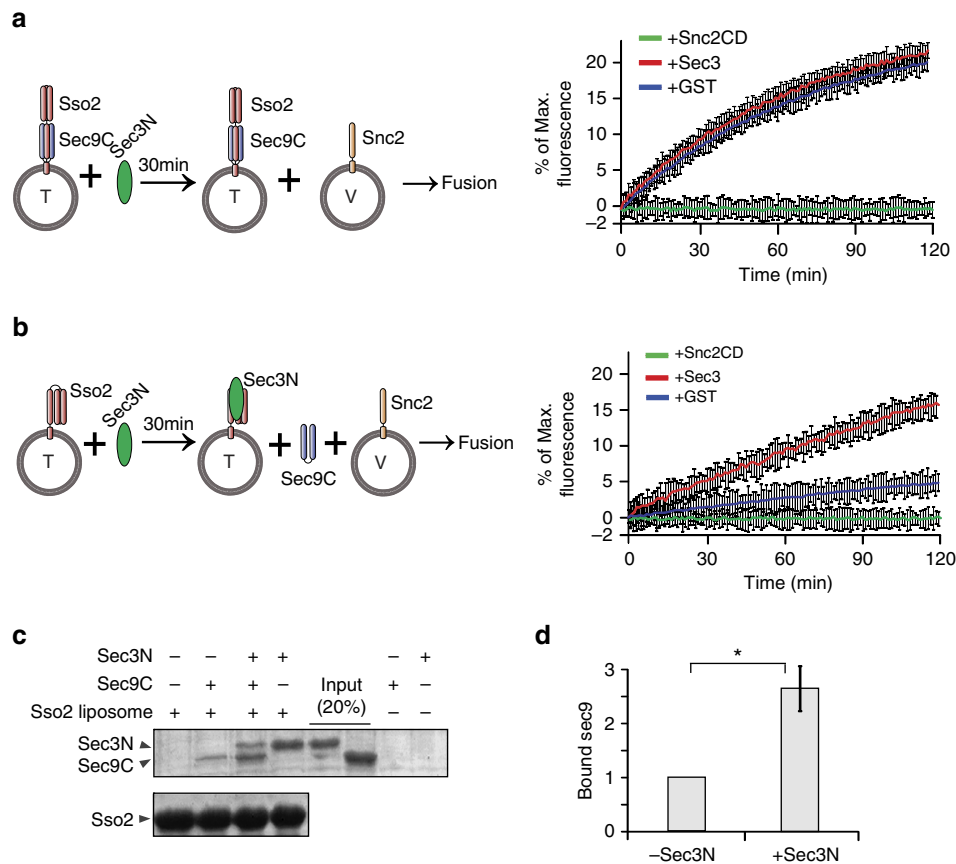 a
Sso2
Sec9C
Sec3N
30min
Sso2
Sec9C
Snc2
T
+
T
+
V
Fusion
+Snc2CD
+Sec3
+GST
% of Max.
fluorescence
20
15
10
5
0
−2
0
30
60
90
120
Time (min)
b
Sso2
Sec3N
30min
Sec3N
Snc2
T
+
T
+
Sec9C
+
V
Fusion
+Snc2CD
+Sec3
+GST
% of Max.
fluorescence
20
15
10
5
0
−2
0
30
60
90
120
Time (min)
c
Sec3N − − + + − +
Sec9C − + + − Input + −
Sso2 liposome + + + + (20%) − −
Sec3N
Sec9C
Sso2
d
*
Bound sec9
3
2
1
0
−Sec3N
+Sec3N